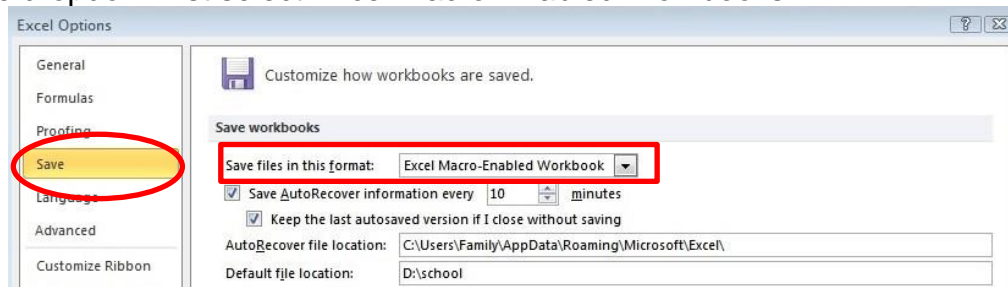 Excel Options
General
Formulas
Proofing
Save
Language
Advanced
Customize Ribbon
Customize how workbooks are saved.
Save workbooks
Save files in this format: Excel Macro-Enabled Workbook
Save AutoRecover information every 10 minutes
Keep the last autosaved version if I close without saving
AutoRecover file location: C:\Users\Family\AppData\Roaming\Microsoft\Excel\
Default file location: D:\school